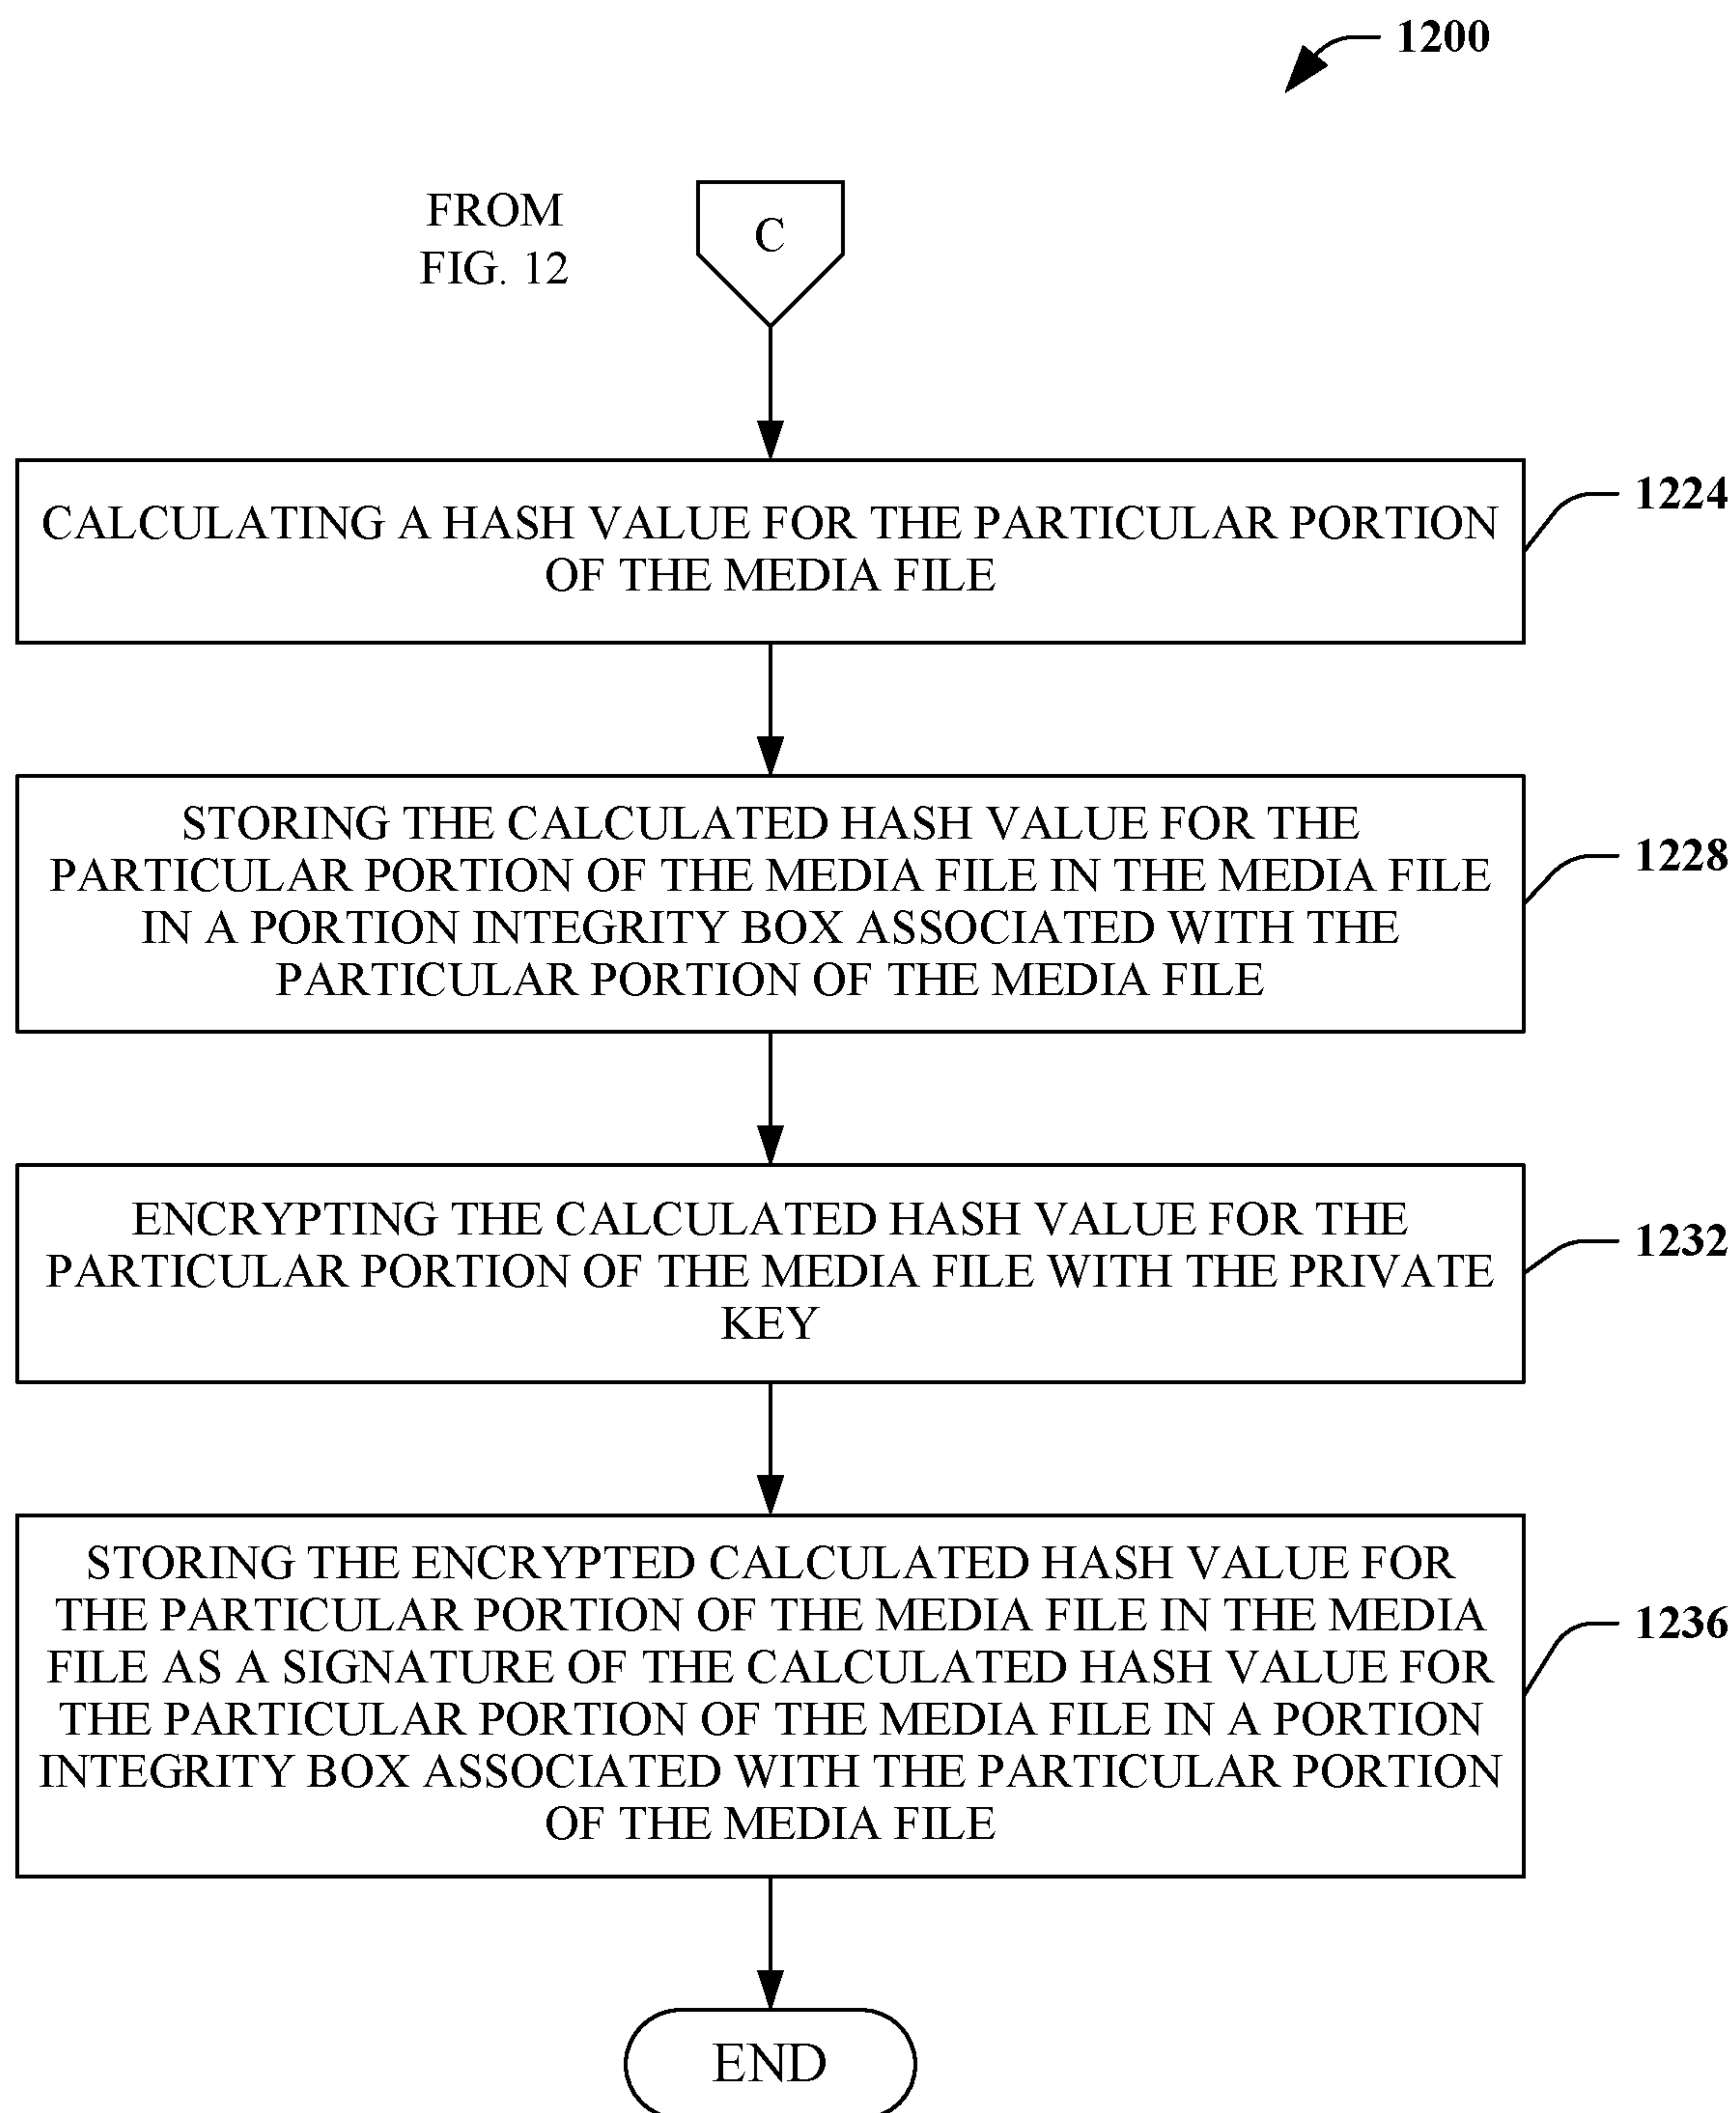 1200
FROM
FIG. 12
C
CALCULATING A HASH VALUE FOR THE PARTICULAR PORTION
OF THE MEDIA FILE
1224
STORING THE CALCULATED HASH VALUE FOR THE
PARTICULAR PORTION OF THE MEDIA FILE IN THE MEDIA FILE
IN A PORTION INTEGRITY BOX ASSOCIATED WITH THE
PARTICULAR PORTION OF THE MEDIA FILE
1228
ENCRYPTING THE CALCULATED HASH VALUE FOR THE
PARTICULAR PORTION OF THE MEDIA FILE WITH THE PRIVATE
KEY
1232
STORING THE ENCRYPTED CALCULATED HASH VALUE FOR
THE PARTICULAR PORTION OF THE MEDIA FILE IN THE MEDIA
FILE AS A SIGNATURE OF THE CALCULATED HASH VALUE FOR
THE PARTICULAR PORTION OF THE MEDIA FILE IN A PORTION
INTEGRITY BOX ASSOCIATED WITH THE PARTICULAR PORTION
OF THE MEDIA FILE
1236
END